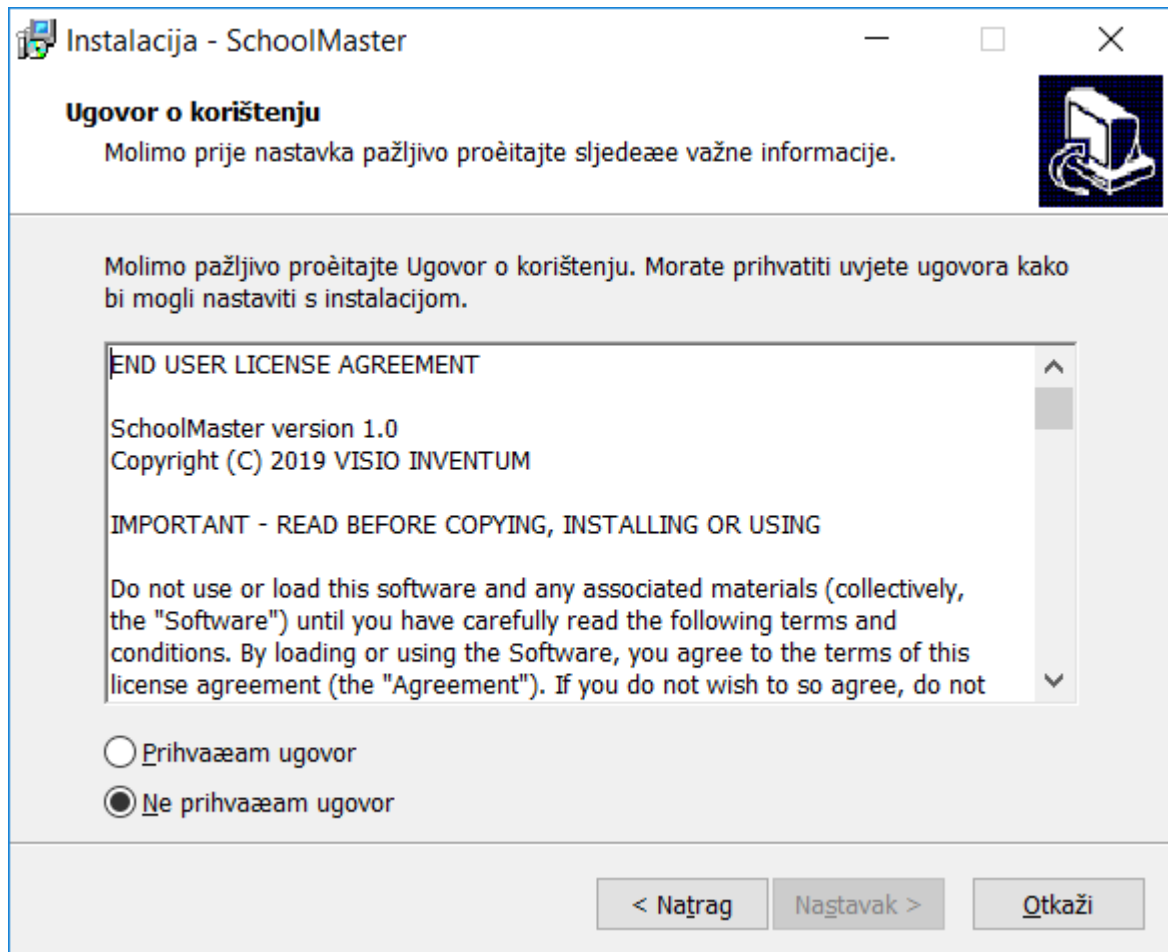 Instalacija - SchoolMaster
Ugovor o korištenju
Molimo prije nastavka pažljivo proèitajte sljedeæe važne informacije.
Molimo pažljivo proèitajte Ugovor o korištenju. Morate prihvatiti uvjete ugovora kako
bi mogli nastaviti s instalacijom.
END USER LICENSE AGREEMENT
SchoolMaster version 1.0
Copyright (C) 2019 VISIO INVENTUM
IMPORTANT - READ BEFORE COPYING, INSTALLING OR USING
Do not use or load this software and any associated materials (collectively,
the "Software") until you have carefully read the following terms and
conditions. By loading or using the Software, you agree to the terms of this
license agreement (the "Agreement"). If you do not wish to so agree, do not
Prihvaæam ugovor
Ne prihvaæam ugovor
< Natrag
Nastavak >
Otkaži